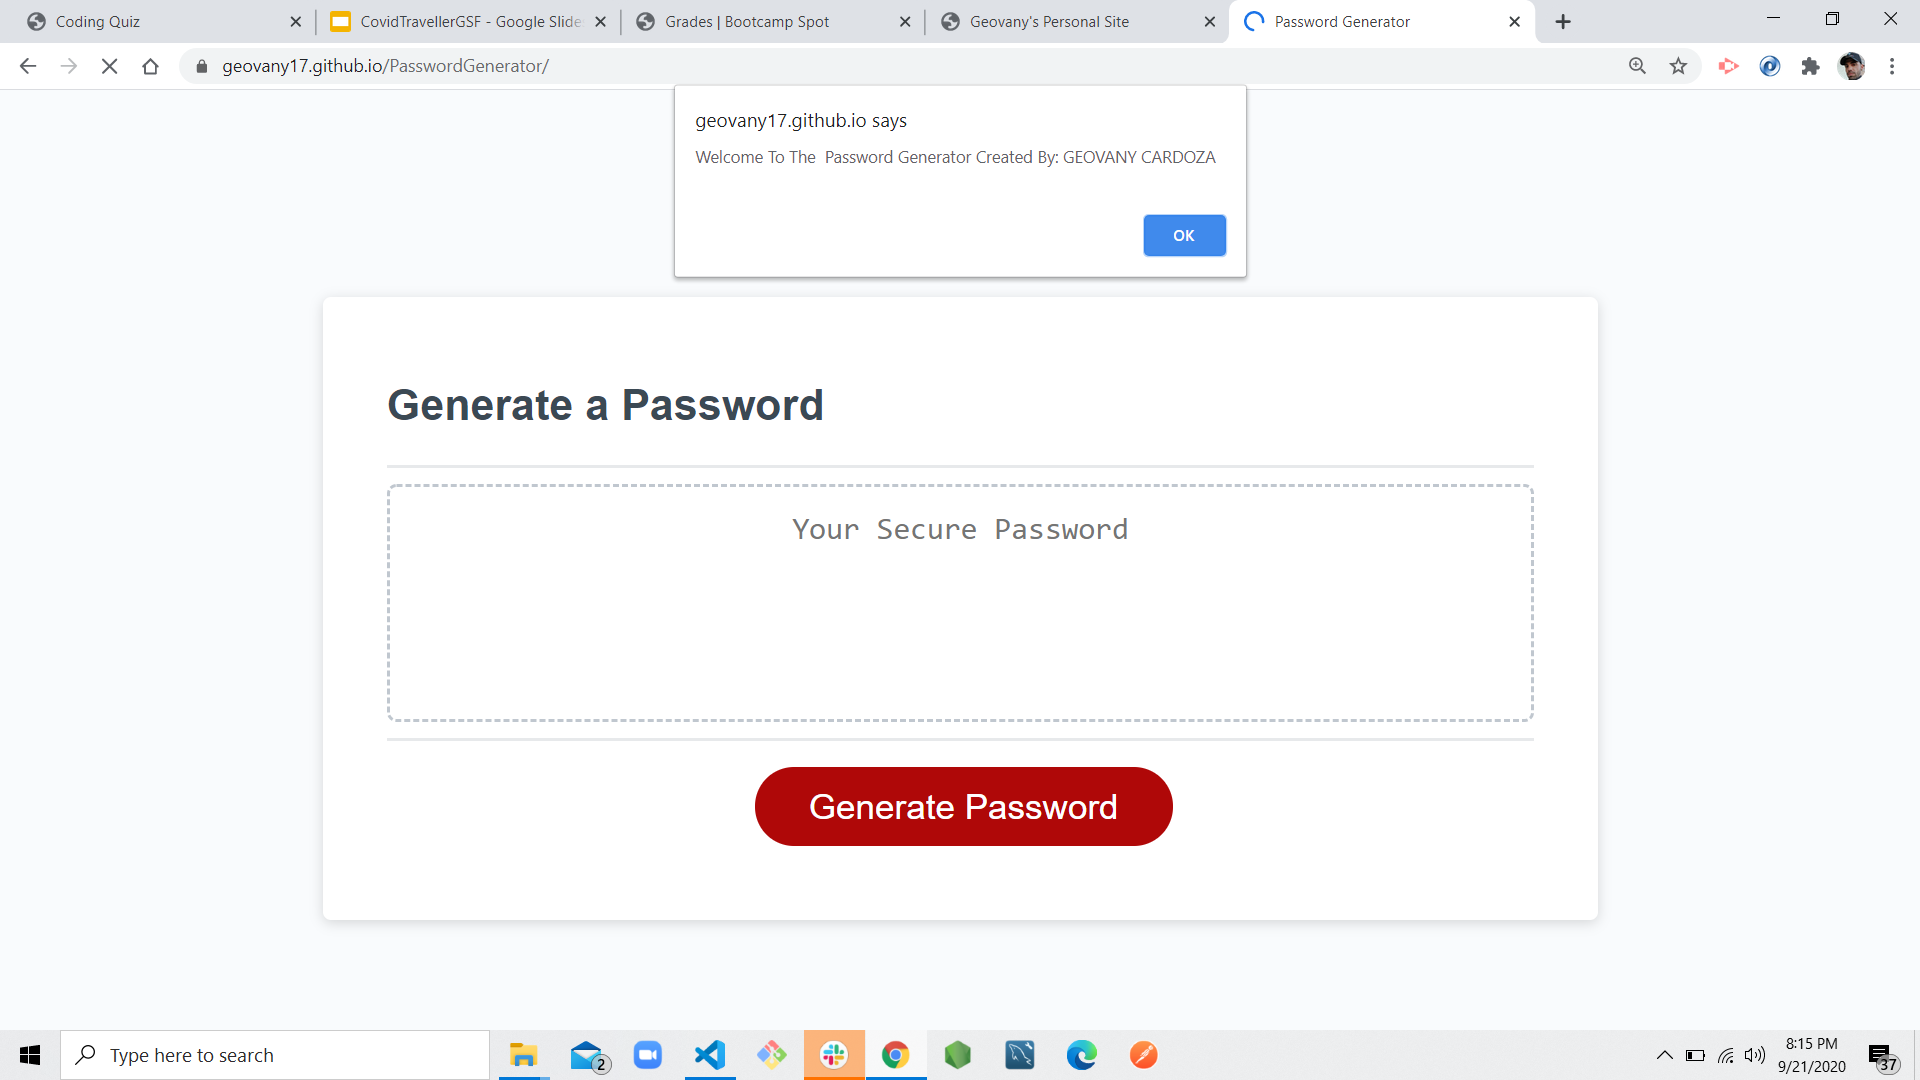 Coding Quiz
CovidTravellerGSF - Google Slide
Grades | Bootcamp Spot
Geovany's Personal Site
Password Generator
geovany17.github.io/PasswordGenerator/
geovany17.github.io says
Welcome To The  Password Generator Created By: GEOVANY CARDOZA
OK
Generate a Password
Your Secure Password
Generate Password
Type here to search
2
8:15 PM
9/21/2020
37